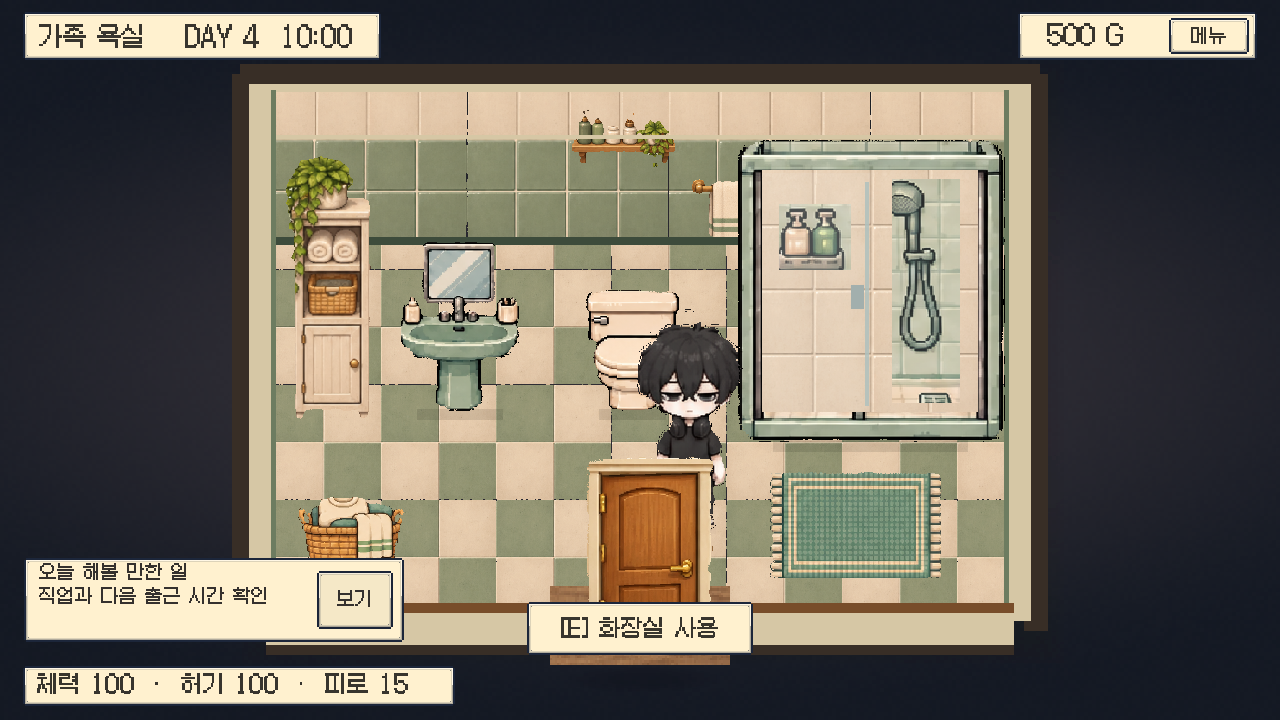 가족 욕실 DAY 4 10:00
500 G 메뉴
오늘 해볼 만한 일
직업과 다음 출근 시간 확인
보기
[E] 화장실 사용
체력 100 · 허기 100 · 피로 15